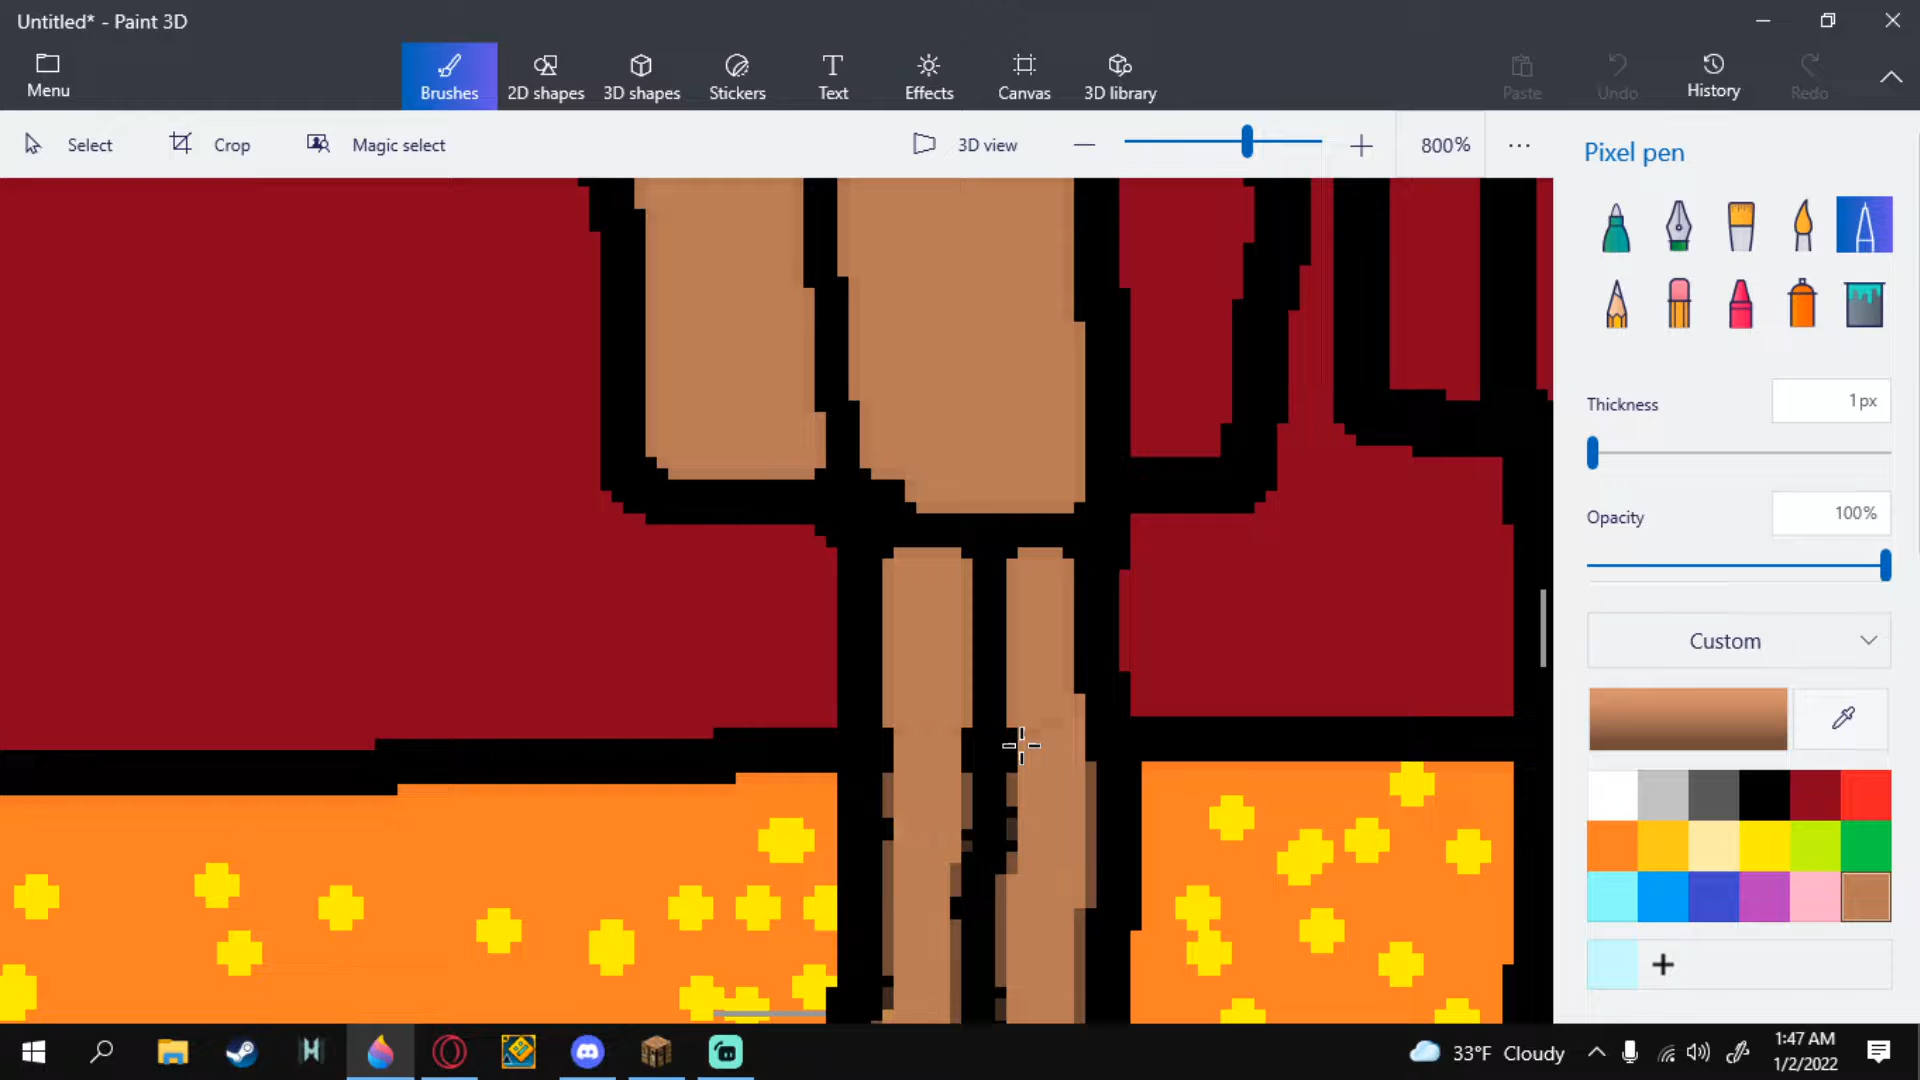 Untitled* - Paint 3D
Menu
Brushes
2D shapes
3D shapes
Stickers
Text
Effects
Canvas
3D library
Paste
Undo
History
Redo
Select
Crop
Magic select
3D view
800%
Pixel pen
Thickness
1px
Opacity
100%
Custom
33°F Cloudy
1:47 AM
1/2/2022